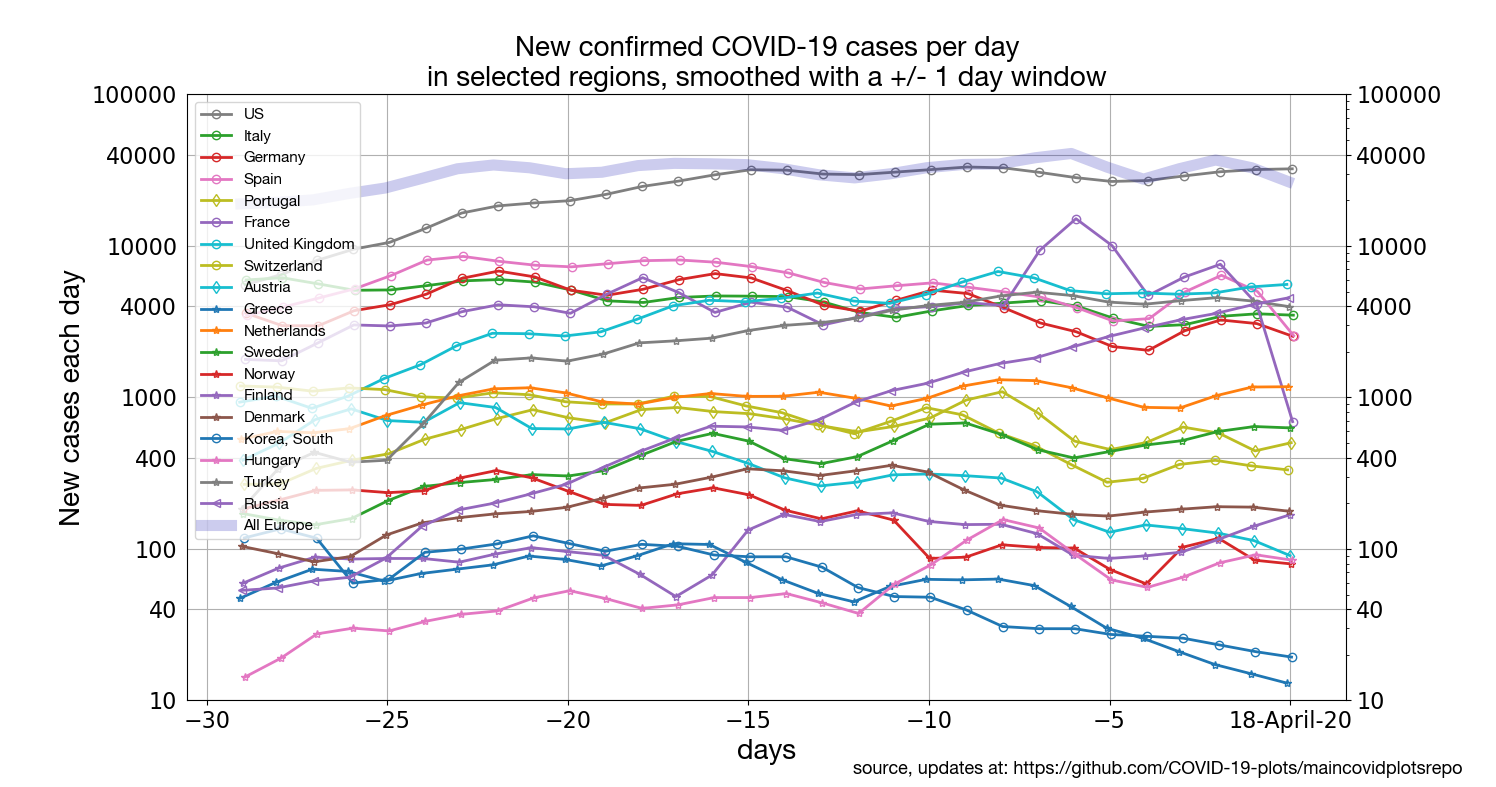 New confirmed COVID-19 cases per day
in selected regions, smoothed with a +/- 1 day window
100000
40000
10000
4000
1000
400
100
40
10
New cases each day
US
Italy
Germany
Spain
Portugal
France
United Kingdom
Switzerland
Austria
Greece
Netherlands
Sweden
Norway
Finland
Denmark
Korea, South
Hungary
Turkey
Russia
All Europe
100000
40000
10000
4000
1000
400
100
40
10
−30
−25
−20
−15
−10
−5
18-April-20
days
source, updates at: https://github.com/COVID-19-plots/maincovidplotsrepo